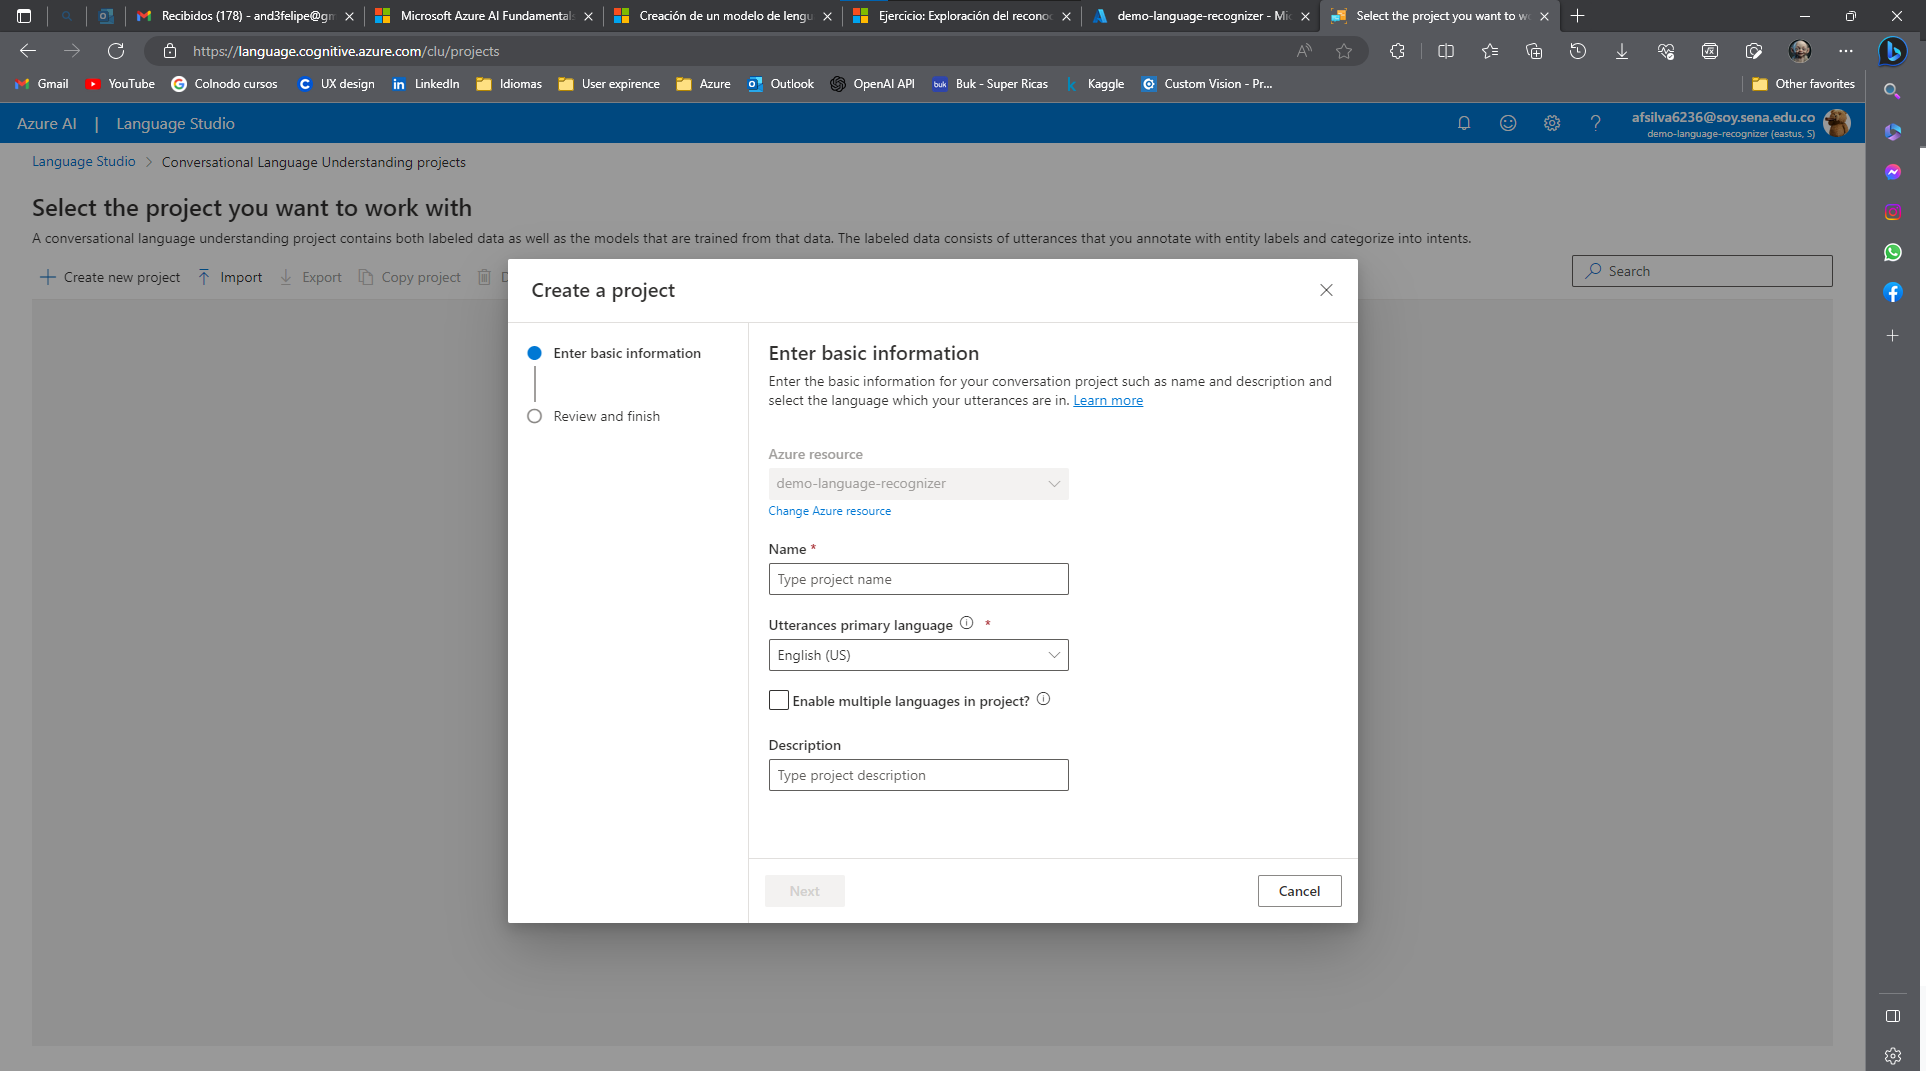 Recibidos (178) - and3felipe@gm
Microsoft Azure AI Fundamentals
Creación de un modelo de lengu
Ejercicio: Exploración del recono
demo-language-recognizer - Mic
Select the project you want to wo
https://language.cognitive.azure.com/clu/projects
Gmail
YouTube
Colnodo cursos
UX design
LinkedIn
Idiomas
User expirence
Azure
Outlook
OpenAI API
buk
Buk - Super Ricas
Kaggle
Custom Vision - Pr...
Other favorites
Azure AI | Language Studio
afsilva6236@soy.sena.edu.co
demo-language-recognizer (eastus, S)
Language Studio > Conversational Language Understanding projects
Select the project you want to work with
A conversational language understanding project contains both labeled data as well as the models that are trained from that data. The labeled data consists of utterances that you annotate with entity labels and categorize into intents.
Create new project
Import
Export
Copy project
D
Search
Create a project
Enter basic information
Review and finish
Enter basic information
Enter the basic information for your conversation project such as name and description and
select the language which your utterances are in. Learn more
Azure resource
demo-language-recognizer
Change Azure resource
Name *
Type project name
Utterances primary language *
English (US)
Enable multiple languages in project?
Description
Type project description
Next
Cancel